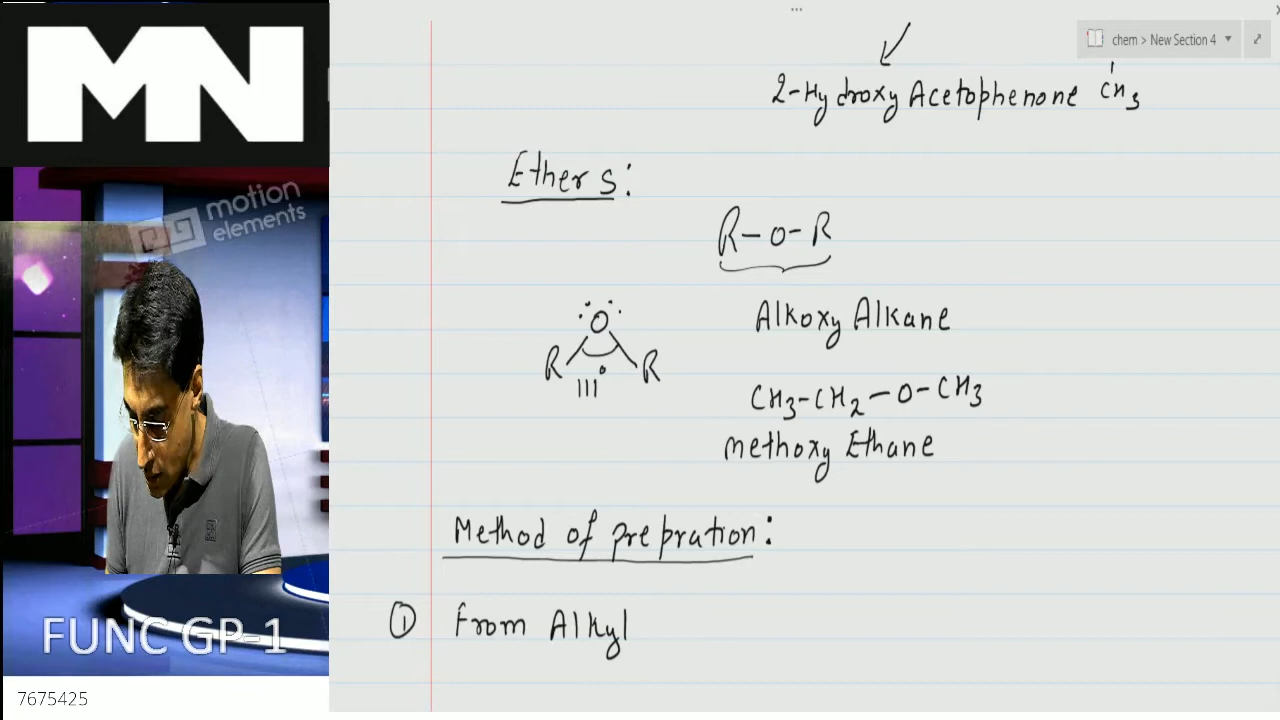 MN
motion
elements
FUNC GP-1
7675425
chem > New Section 4
2-Hydroxy Acetophenone CH3
Ethers:
R-O-R
Alkoxy Alkane
O
R R
111°
CH3-CH2-O-CH3
methoxy Ethane
Method of prepration:
① From Alkyl